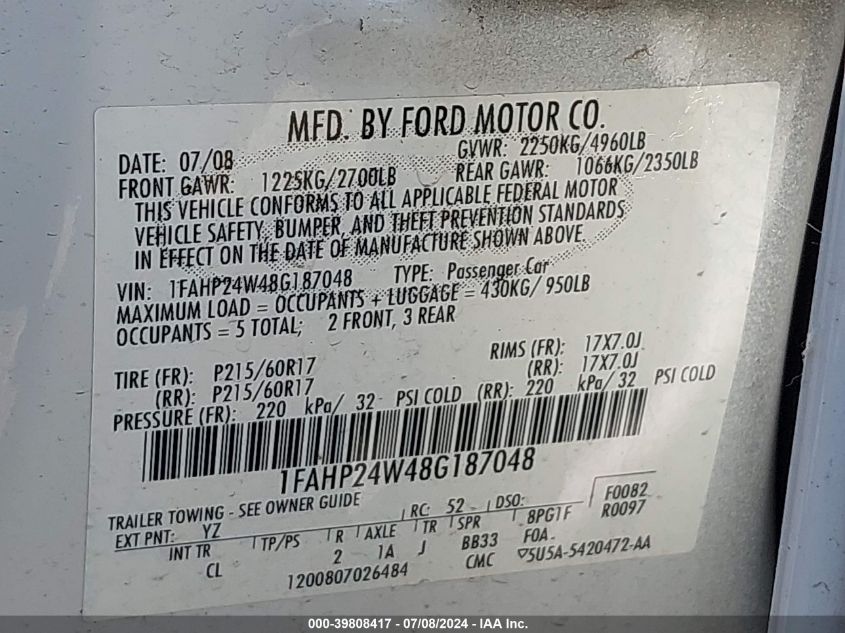 MFD. BY FORD MOTOR CO.
DATE: 07/08 GVWR: 2250KG/4960LB
FRONT GAWR: 1225KG/2700LB REAR GAWR: 1066KG/2350LB
THIS VEHICLE CONFORMS TO ALL APPLICABLE FEDERAL MOTOR
VEHICLE SAFETY, BUMPER, AND THEFT PREVENTION STANDARDS
IN EFFECT ON THE DATE OF MANUFACTURE SHOWN ABOVE.
VIN: 1FAHP24W48G187048 TYPE: Passenger Car
MAXIMUM LOAD = OCCUPANTS + LUGGAGE = 430KG/ 950LB
OCCUPANTS = 5 TOTAL; 2 FRONT, 3 REAR
TIRE (FR): P215/60R17 RIMS (FR): 17X7.0J
(RR): P215/60R17 (RR): 17X7.0J
PRESSURE (FR): 220 kPa/ 32 PSI COLD (RR): 220 kPa/ 32 PSI COLD
1FAHP24W48G187048
TRAILER TOWING - SEE OWNER GUIDE
EXT PNT: YZ RC: 52 DSO: F0082
INT TR TP/PS R AXLE TR SPR 8PG1F R0097
CL 2 1A J BB33 F0A
1200807026484 CMC 5U5A-5420472-AA
000-39808417 / 07/08/2024 - IAA Inc.